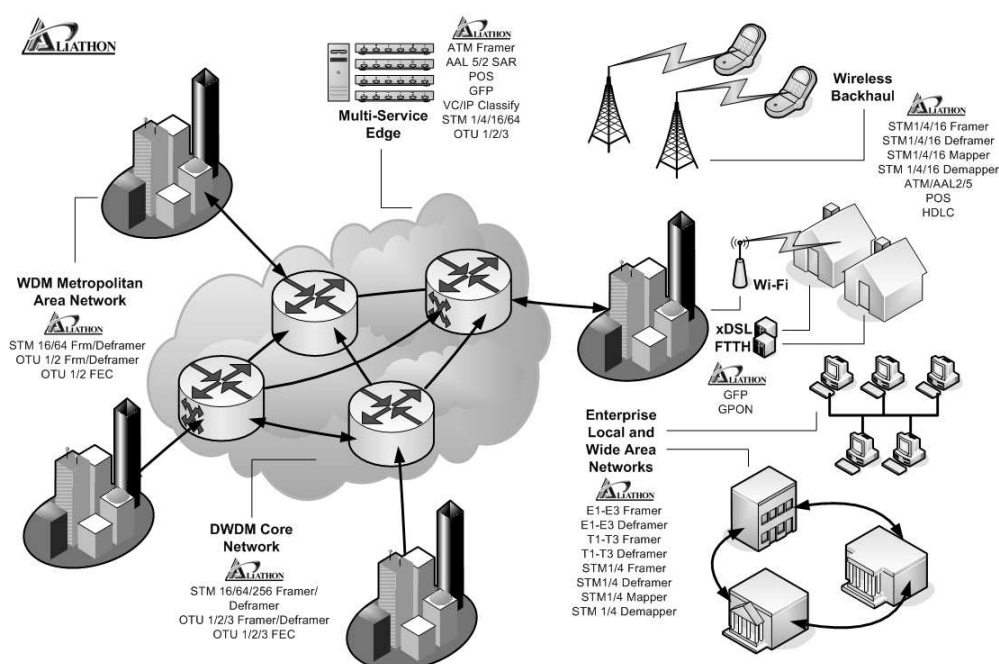 ALIATHON
ALIATHON
ATM Framer
AAL 5/2 SAR
POS
GFP
VC/IP Classify
STM 1/4/16/64
OTU 1/2/3
Multi-Service
Edge
Wireless
Backhaul
ALIATHON
STM1/4/16 Framer
STM1/4/16 Deframer
STM1/4/16 Mapper
STM 1/4/16 Demapper
ATM/AAL2/5
POS
HDLC
WDM Metropolitan
Area Network
ALIATHON
STM 16/64 Frm/Deframer
OTU 1/2 Frm/Deframer
OTU 1/2 FEC
Wi-Fi
xDSL
FTTH
ALIATHON
GFP
GPON
Enterprise
Local and
Wide Area
Networks
ALIATHON
E1-E3 Framer
E1-E3 Deframer
T1-T3 Framer
T1-T3 Deframer
STM1/4 Framer
STM1/4 Deframer
STM1/4 Mapper
STM 1/4 Demapper
DWDM Core
Network
ALIATHON
STM 16/64/256 Framer/
Deframer
OTU 1/2/3 Framer/Deframer
OTU 1/2/3 FEC